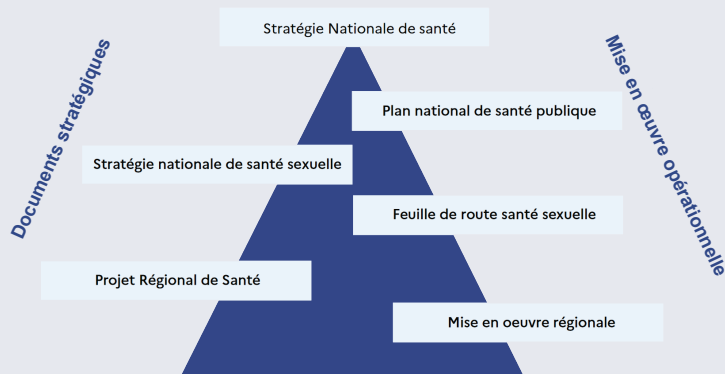 Stratégie Nationale de santé
Documents stratégiques
Mise en œuvre opérationnelle
Plan national de santé publique
Stratégie nationale de santé sexuelle
Feuille de route santé sexuelle
Projet Régional de Santé
Mise en oeuvre régionale